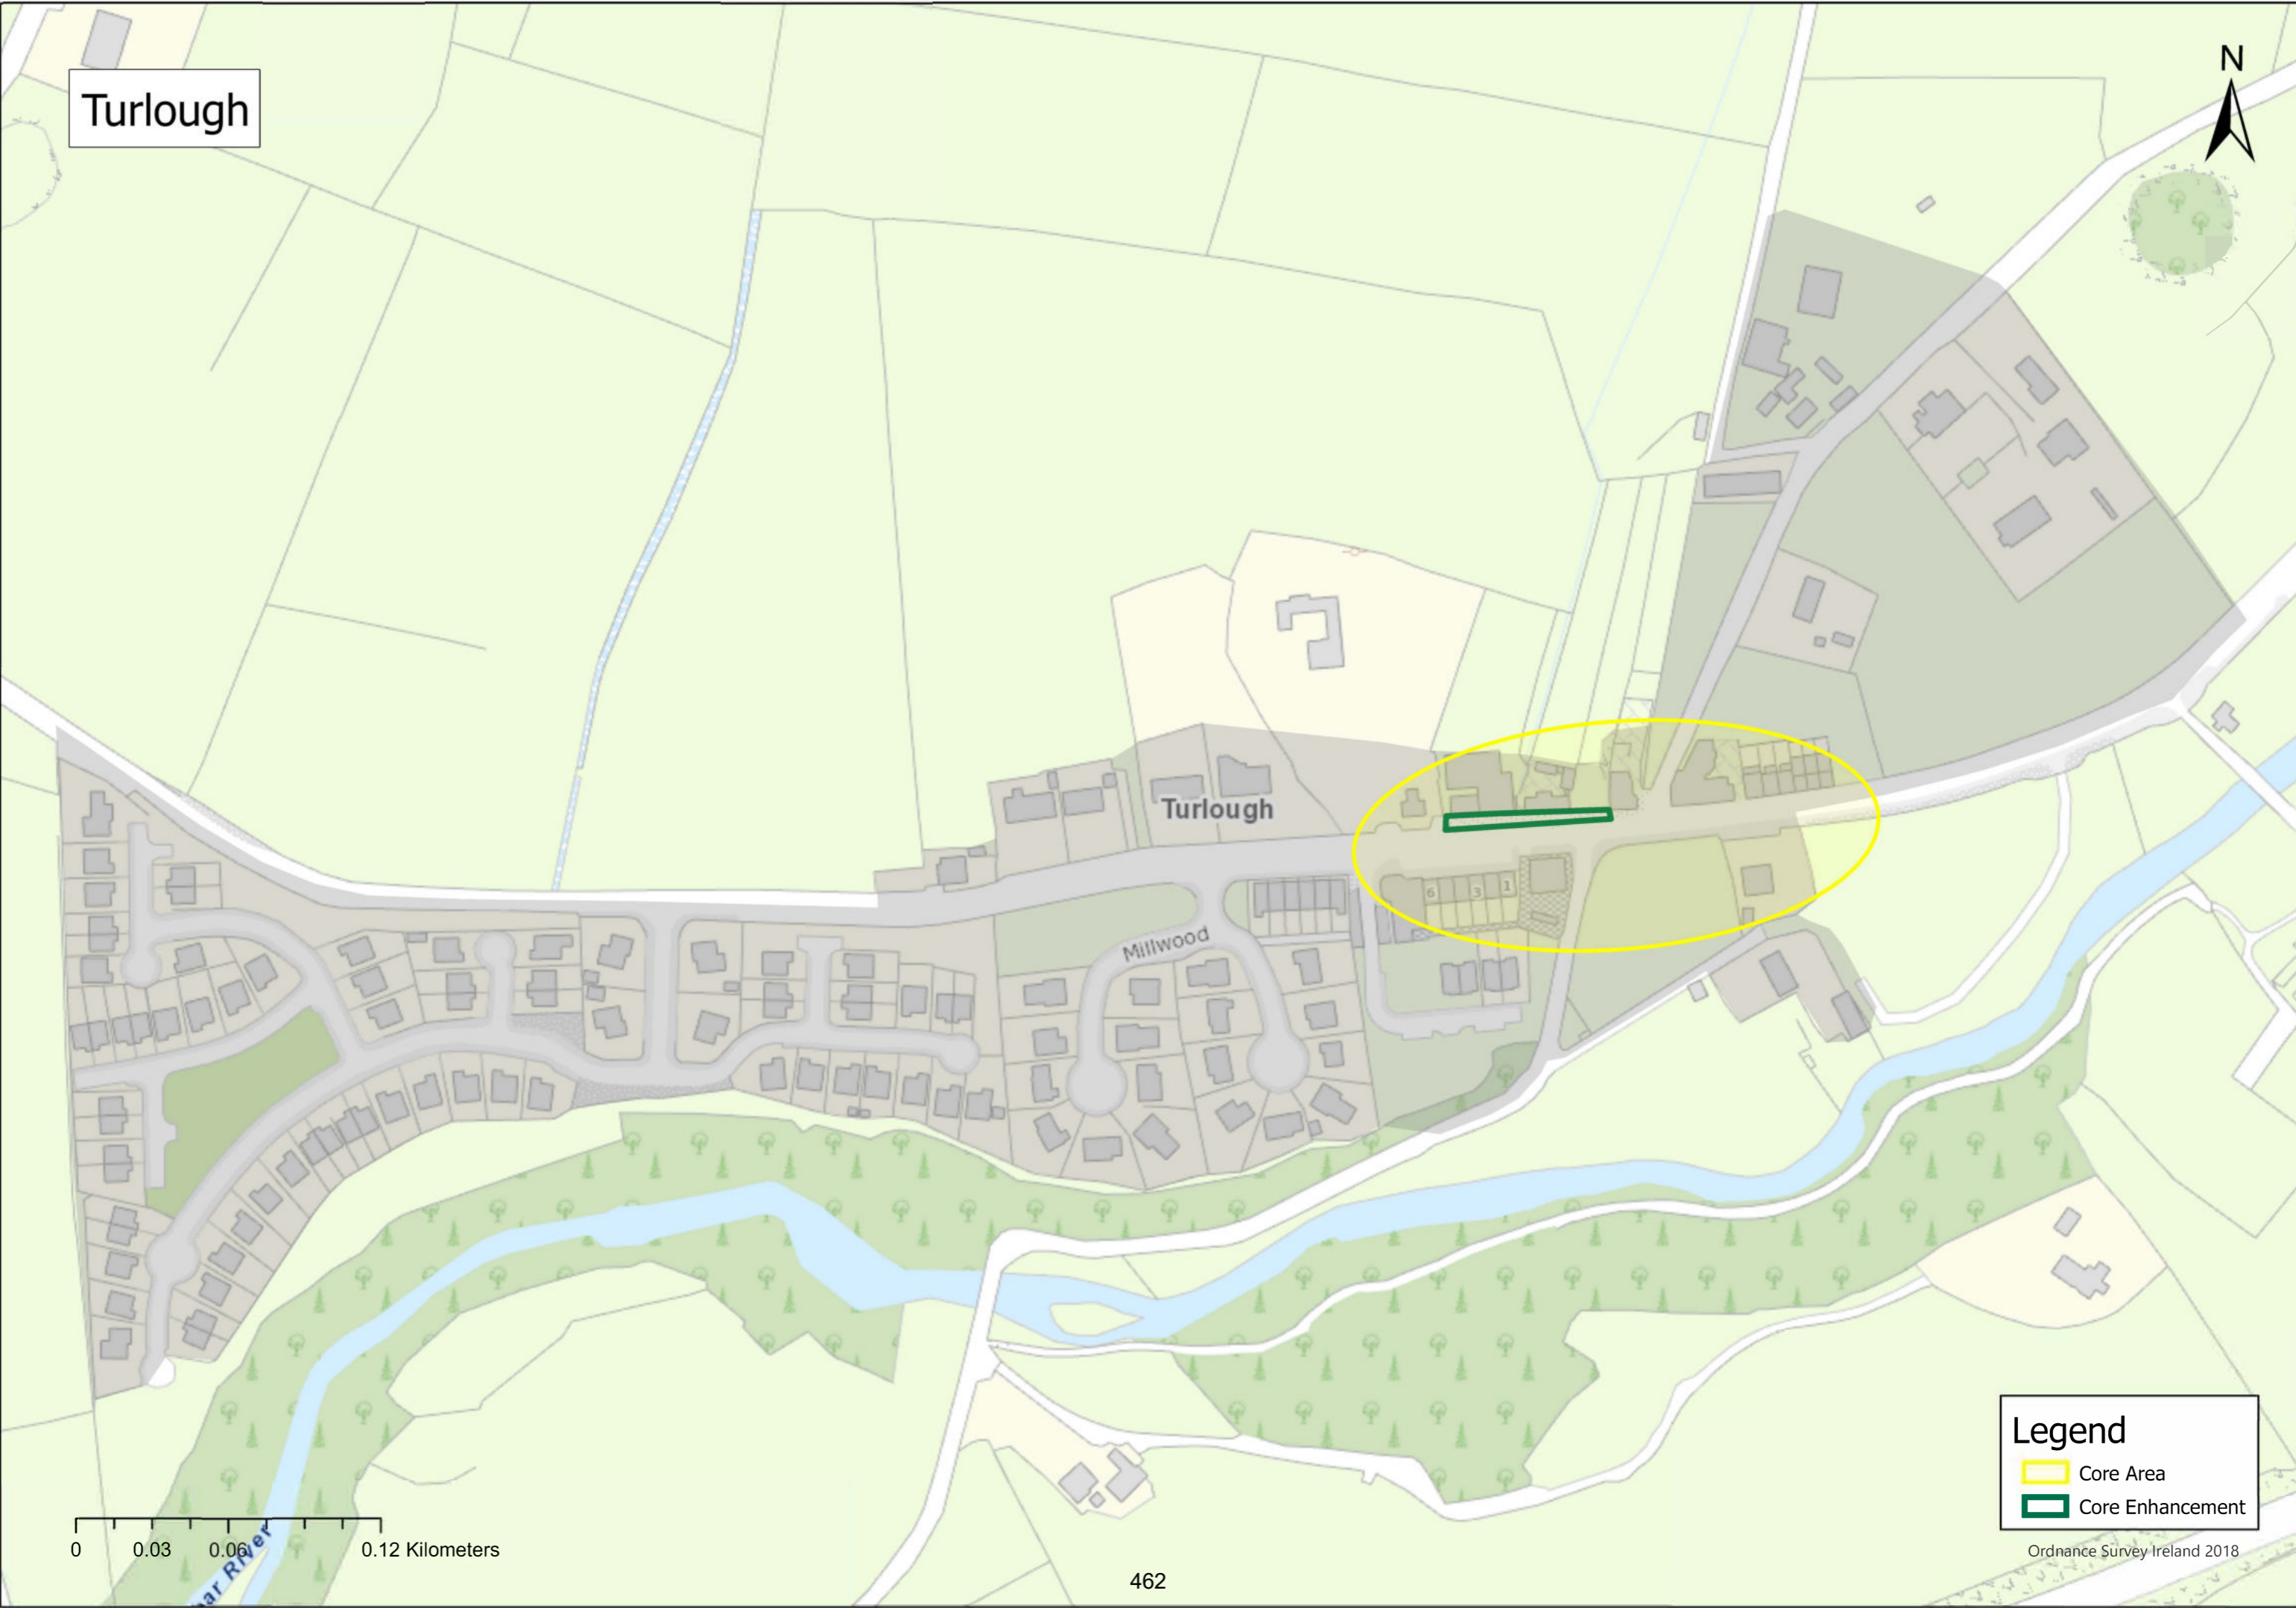 Turlough
N
Turlough
6 3 1
Millwood
Legend
Core Area
Core Enhancement
Ordnance Survey Ireland 2018
0 0.03 0.06 0.12 Kilometers
River
462